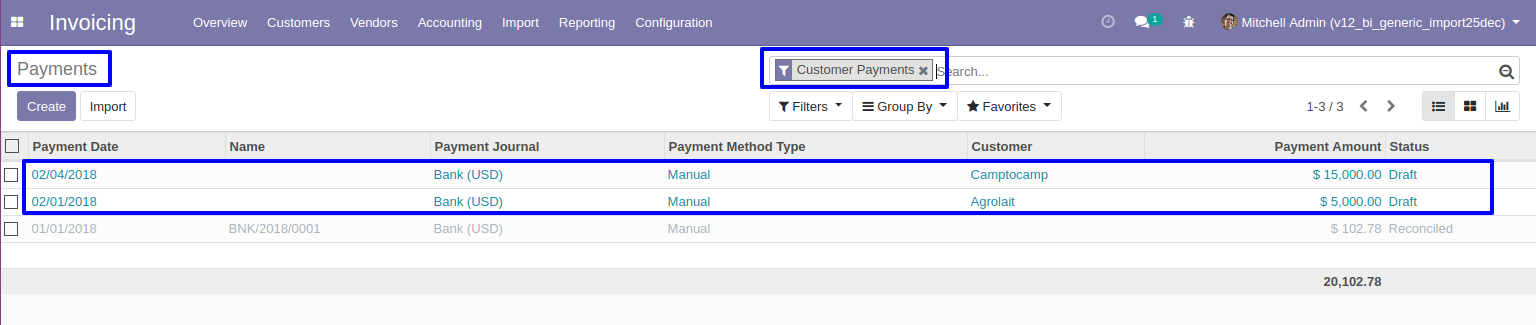 Invoicing Overview Customers Vendors Accounting Import Reporting Configuration 1 Mitchell Admin (v12_bi_generic_import25dec)
Payments Customer Payments Search...
Create Import Filters Group By Favorites 1-3 / 3
Payment Date Name Payment Journal Payment Method Type Customer Payment Amount Status
02/04/2018 Bank (USD) Manual Camptocamp $ 15,000.00 Draft
02/01/2018 Bank (USD) Manual Agrolait $ 5,000.00 Draft
01/01/2018 BNK/2018/0001 Bank (USD) Manual $ 102.78 Reconciled
20,102.78